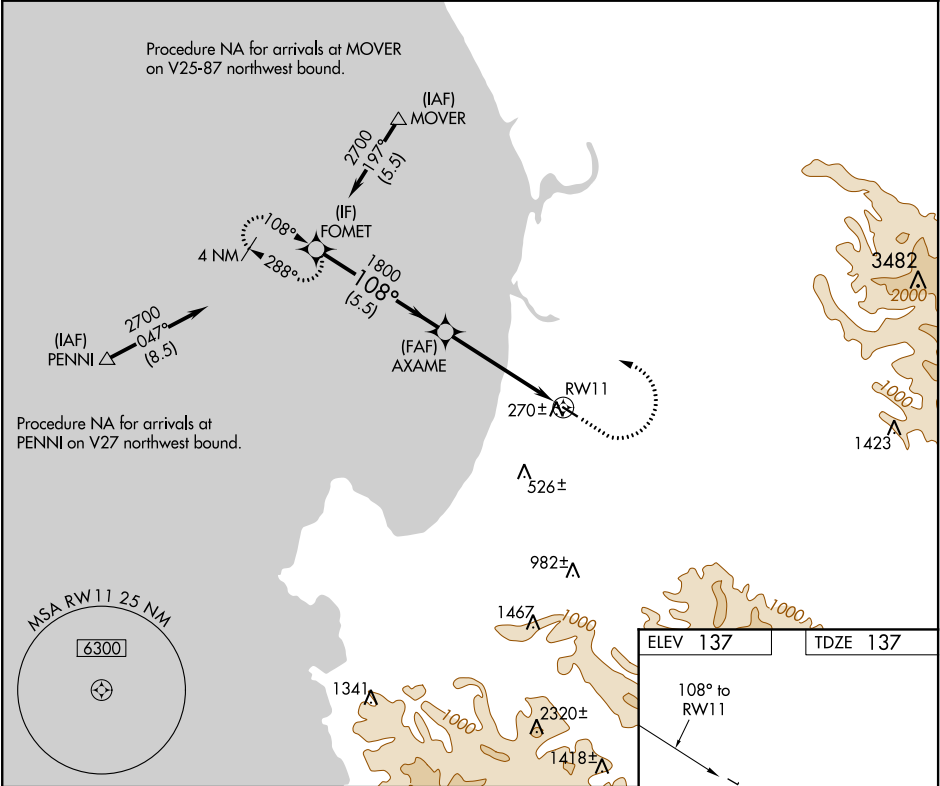 Procedure NA for arrivals at MOVER
on V25-87 northwest bound.
(IAF)
MOVER
2700
197°
(5.5)
(IF)
FOMET
108°
4 NM
288°
1800
108°
(5.5)
3482
2000
2700
047°
(8.5)
(IAF)
PENNI
(FAF)
AXAME
RW11
270±
1000
1423
Procedure NA for arrivals at
PENNI on V27 northwest bound.
526±
982±
MSA RW11 25 NM
6300
1467
1000
1000
ELEV 137
TDZE 137
108° to
RW11
1341
1000
2320±
1418±